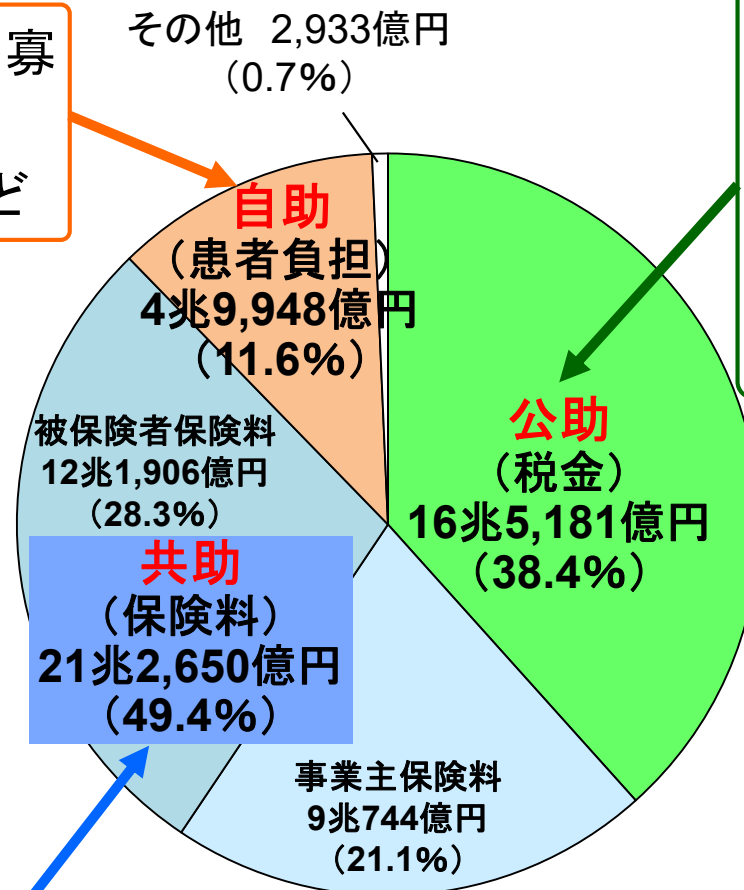 寡
ど
その他 2,933億円
（0.7%）
自助
（患者負担）
4兆9,948億円
（11.6%）
公助
（税金）
16兆5,181億円
（38.4%）
被保険者保険料
12兆1,906億円
（28.3%）
共助
（保険料）
21兆2,650億円
（49.4%）
事業主保険料
9兆744億円
（21.1%）